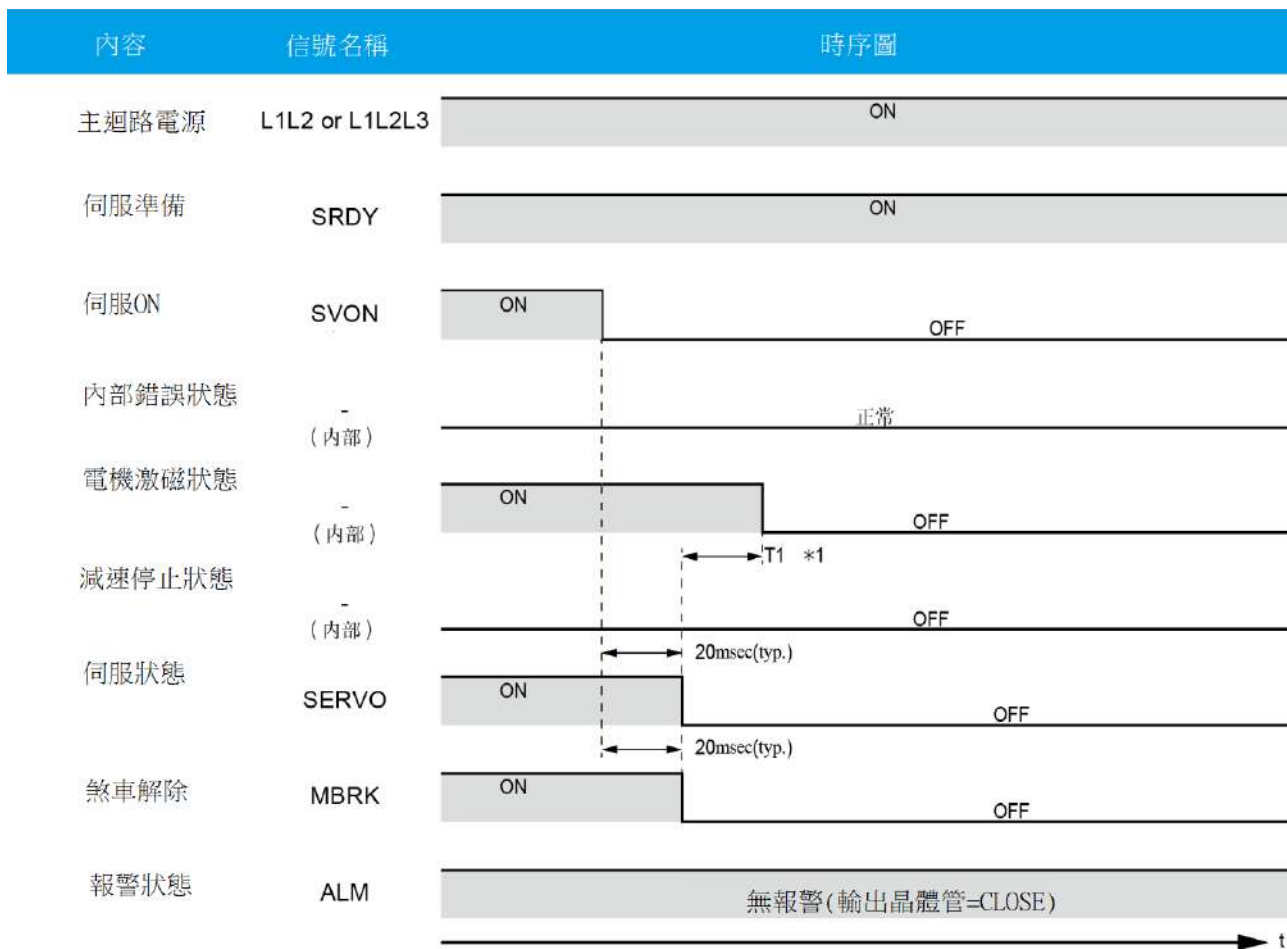 內容 信號名稱 時序圖
主迴路電源 L1L2 or L1L2L3 ON
伺服準備 SRDY ON
伺服ON SVON ON OFF
內部錯誤狀態 - 正常
(內部)
電機激磁狀態 - ON OFF
(內部)
T1 *1
減速停止狀態 - OFF
(內部)
20msec(typ.)
伺服狀態 SERVO ON OFF
20msec(typ.)
煞車解除 MBRK ON OFF
報警狀態 ALM 無報警(輸出晶體管=CLOSE)
t